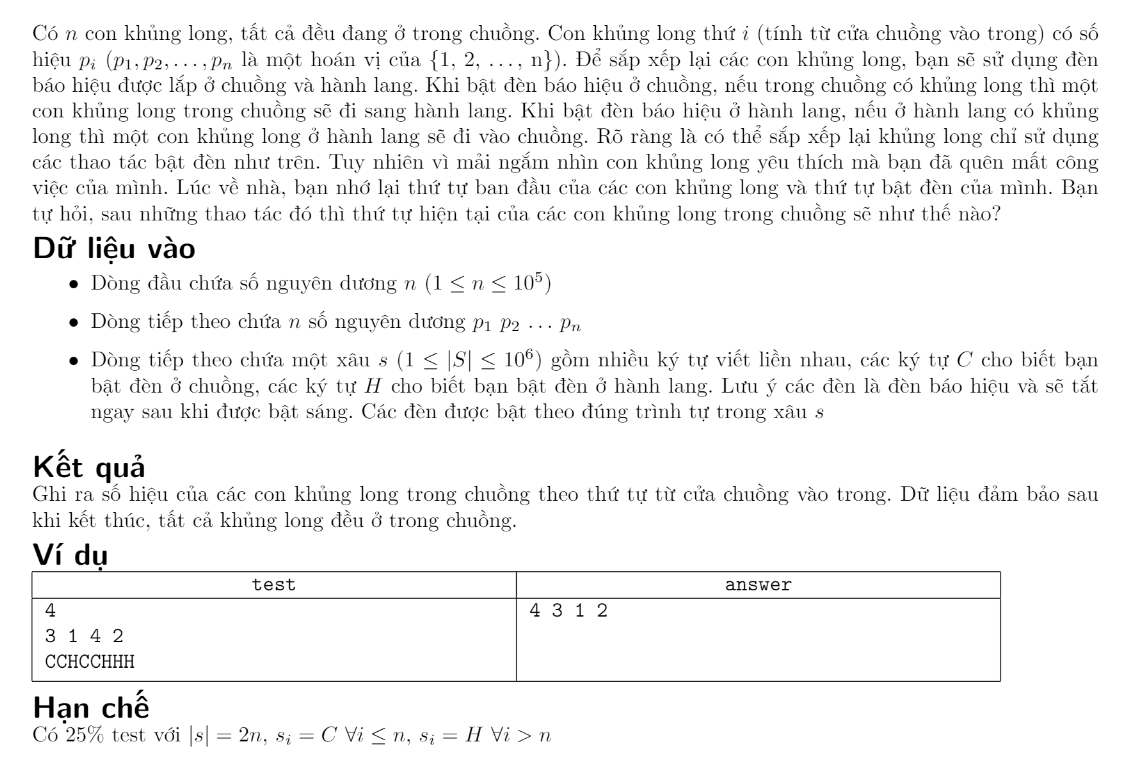 Có n con khủng long, tất cả đều đang ở trong chuồng. Con khủng long thứ i (tính từ cửa chuồng vào trong) có số
hiệu p_i (p_1, p_2, . . . , p_n là một hoán vị của {1, 2, . . . , n}). Để sắp xếp lại các con khủng long, bạn sẽ sử dụng đèn
báo hiệu được lắp ở chuồng và hành lang. Khi bật đèn báo hiệu ở chuồng, nếu trong chuồng có khủng long thì một
con khủng long trong chuồng sẽ đi sang hành lang. Khi bật đèn báo hiệu ở hành lang, nếu ở hành lang có khủng
long thì một con khủng long ở hành lang sẽ đi vào chuồng. Rõ ràng là có thể sắp xếp lại khủng long chỉ sử dụng
các thao tác bật đèn như trên. Tuy nhiên vì mải ngắm nhìn con khủng long yêu thích mà bạn đã quên mất công
việc của mình. Lúc về nhà, bạn nhớ lại thứ tự ban đầu của các con khủng long và thứ tự bật đèn của mình. Bạn
tự hỏi, sau những thao tác đó thì thứ tự hiện tại của các con khủng long trong chuồng sẽ như thế nào?
Dữ liệu vào
• Dòng đầu chứa số nguyên dương n (1 ≤ n ≤ 10^5)
• Dòng tiếp theo chứa n số nguyên dương p_1 p_2 . . . p_n
• Dòng tiếp theo chứa một xâu s (1 ≤ |S| ≤ 10^6) gồm nhiều ký tự viết liền nhau, các ký tự C cho biết bạn
bật đèn ở chuồng, các ký tự H cho biết bạn bật đèn ở hành lang. Lưu ý các đèn là đèn báo hiệu và sẽ tắt
ngay sau khi được bật sáng. Các đèn được bật theo đúng trình tự trong xâu s
Kết quả
Ghi ra số hiệu của các con khủng long trong chuồng theo thứ tự từ cửa chuồng vào trong. Dữ liệu đảm bảo sau
khi kết thúc, tất cả khủng long đều ở trong chuồng.
Ví dụ
test answer
4 4 3 1 2
3 1 4 2
CCHCCHHH
Hạn chế
Có 25% test với |s| = 2n, s_i = C ∀i ≤ n, s_i = H ∀i > n